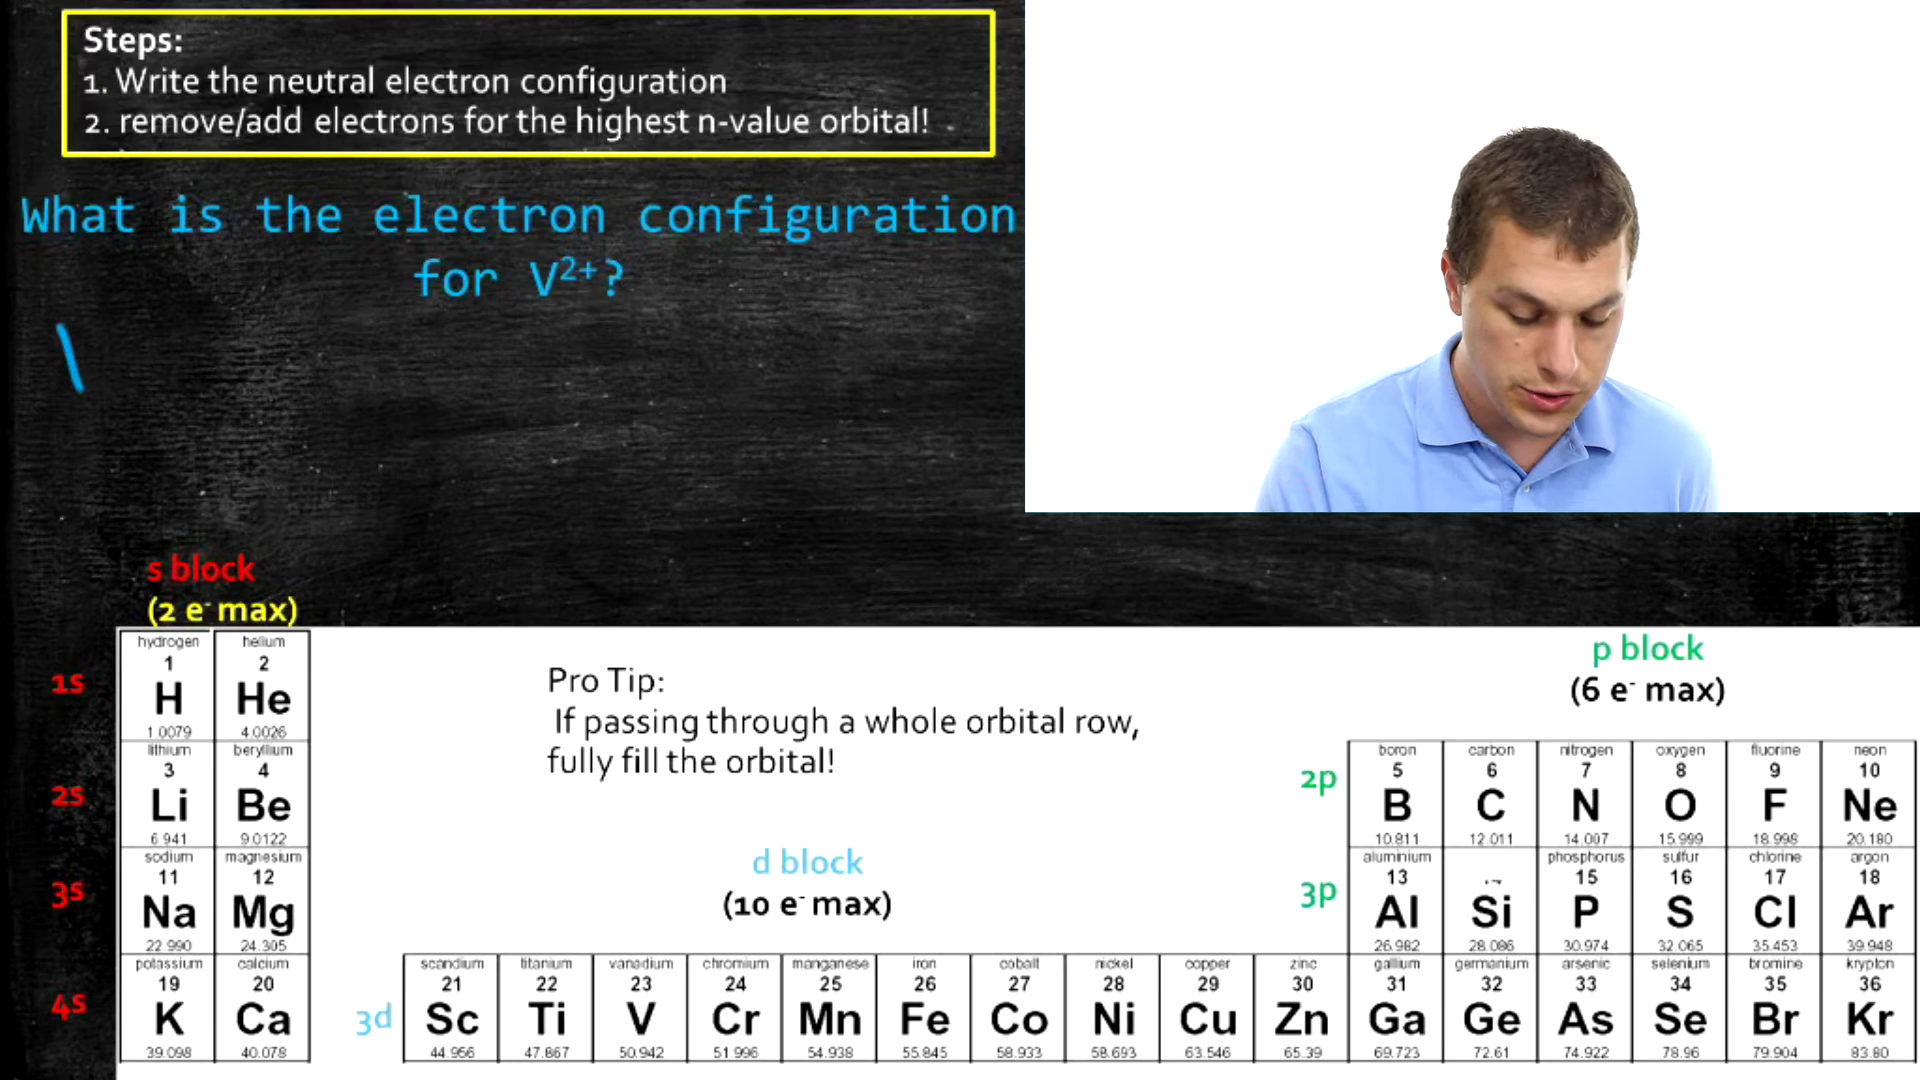 Steps:
1. Write the neutral electron configuration
2. remove/add electrons for the highest n-value orbital!
What is the electron configuration
for V²⁺?
s block
(2 e⁻ max)
1s
2s
3s
4s
hydrogen helium
1 2
H He
1.0079 4.0026
lithium beryllium
3 4
Li Be
6.941 9.0122
sodium magnesium
11 12
Na Mg
22.990 24.305
potassium calcium
19 20
K Ca
39.098 40.078
Pro Tip:
If passing through a whole orbital row,
fully fill the orbital!
d block
(10 e⁻ max)
3d
scandium titanium vanadium chromium manganese iron cobalt nickel copper zinc
21 22 23 24 25 26 27 28 29 30
Sc Ti V Cr Mn Fe Co Ni Cu Zn
44.956 47.867 50.942 51.996 54.938 55.845 58.933 58.693 63.546 65.39
p block
(6 e⁻ max)
2p
3p
boron carbon nitrogen oxygen fluorine neon
5 6 7 8 9 10
B C N O F Ne
10.811 12.011 14.007 15.999 18.998 20.180
aluminium phosphorus sulfur chlorine argon
13 15 16 17 18
Al Si P S Cl Ar
26.982 28.086 30.974 32.065 35.453 39.948
gallium germanium arsenic selenium bromine krypton
31 32 33 34 35 36
Ga Ge As Se Br Kr
69.723 72.61 74.922 78.96 79.904 83.80